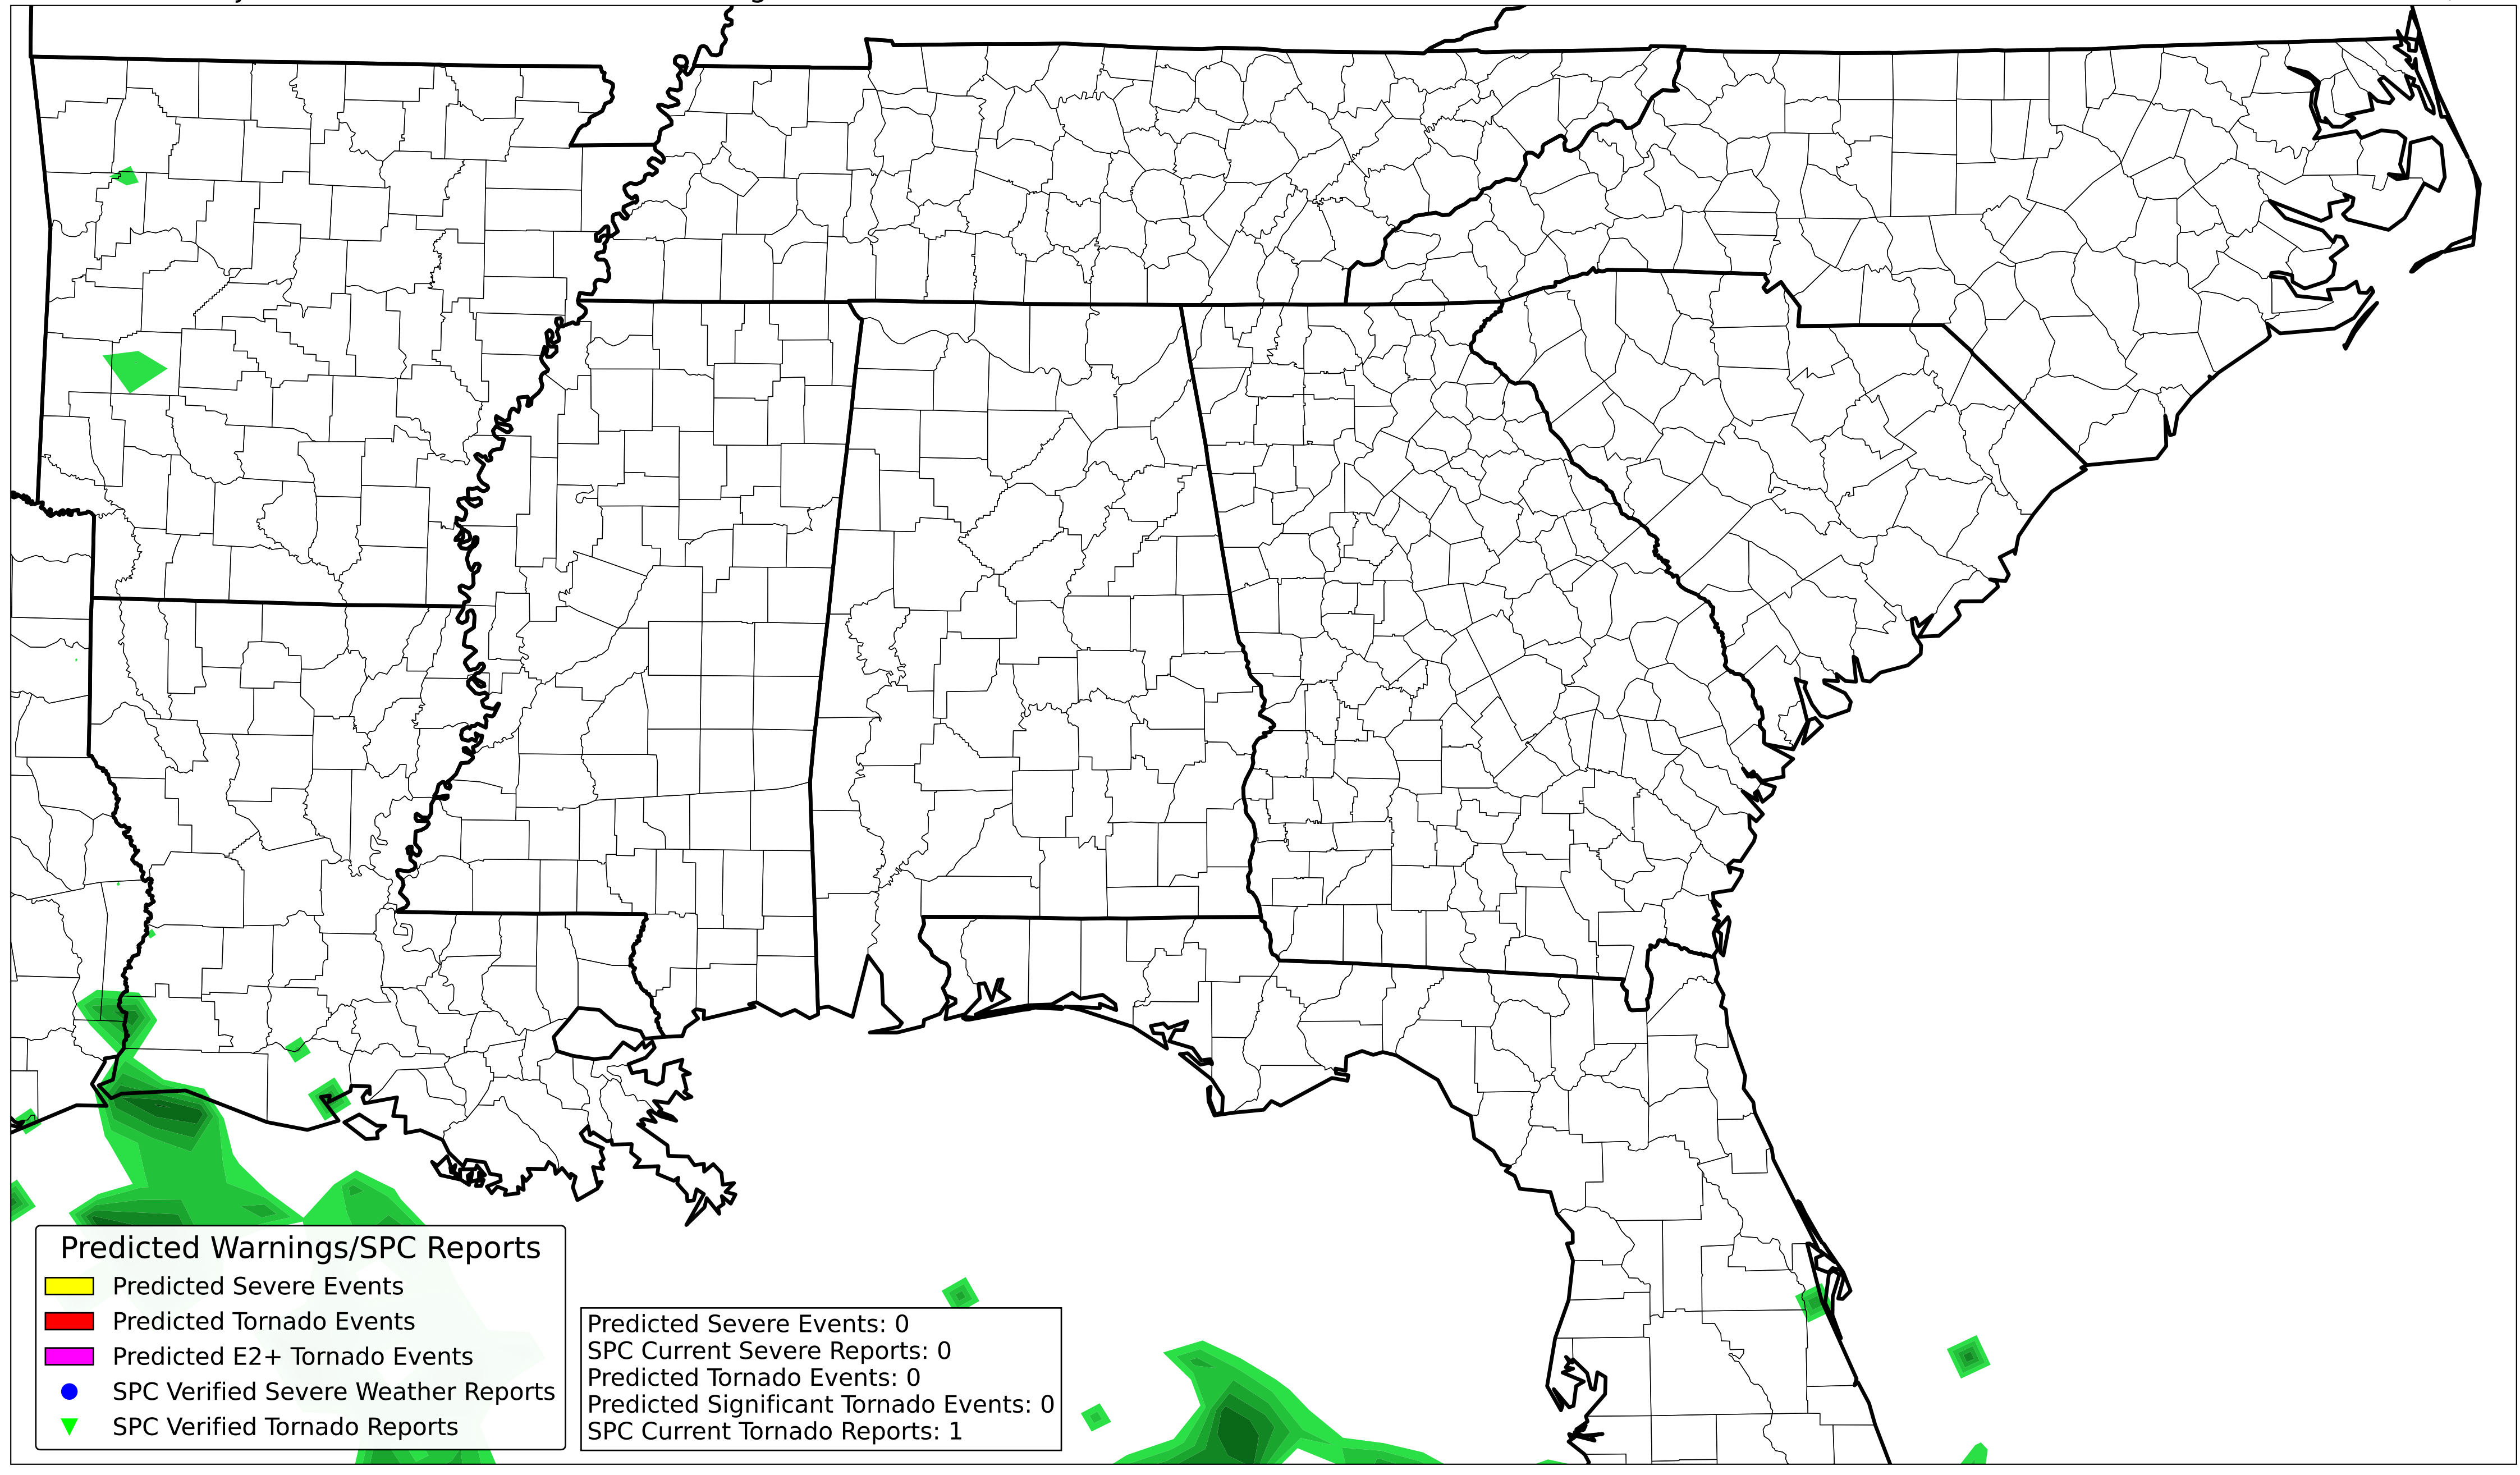 Predicted Warnings/SPC Reports
Predicted Severe Events
Predicted Tornado Events
Predicted E2+ Tornado Events
SPC Verified Severe Weather Reports
SPC Verified Tornado Reports
Predicted Severe Events: 0
SPC Current Severe Reports: 0
Predicted Tornado Events: 0
Predicted Significant Tornado Events: 0
SPC Current Tornado Reports: 1